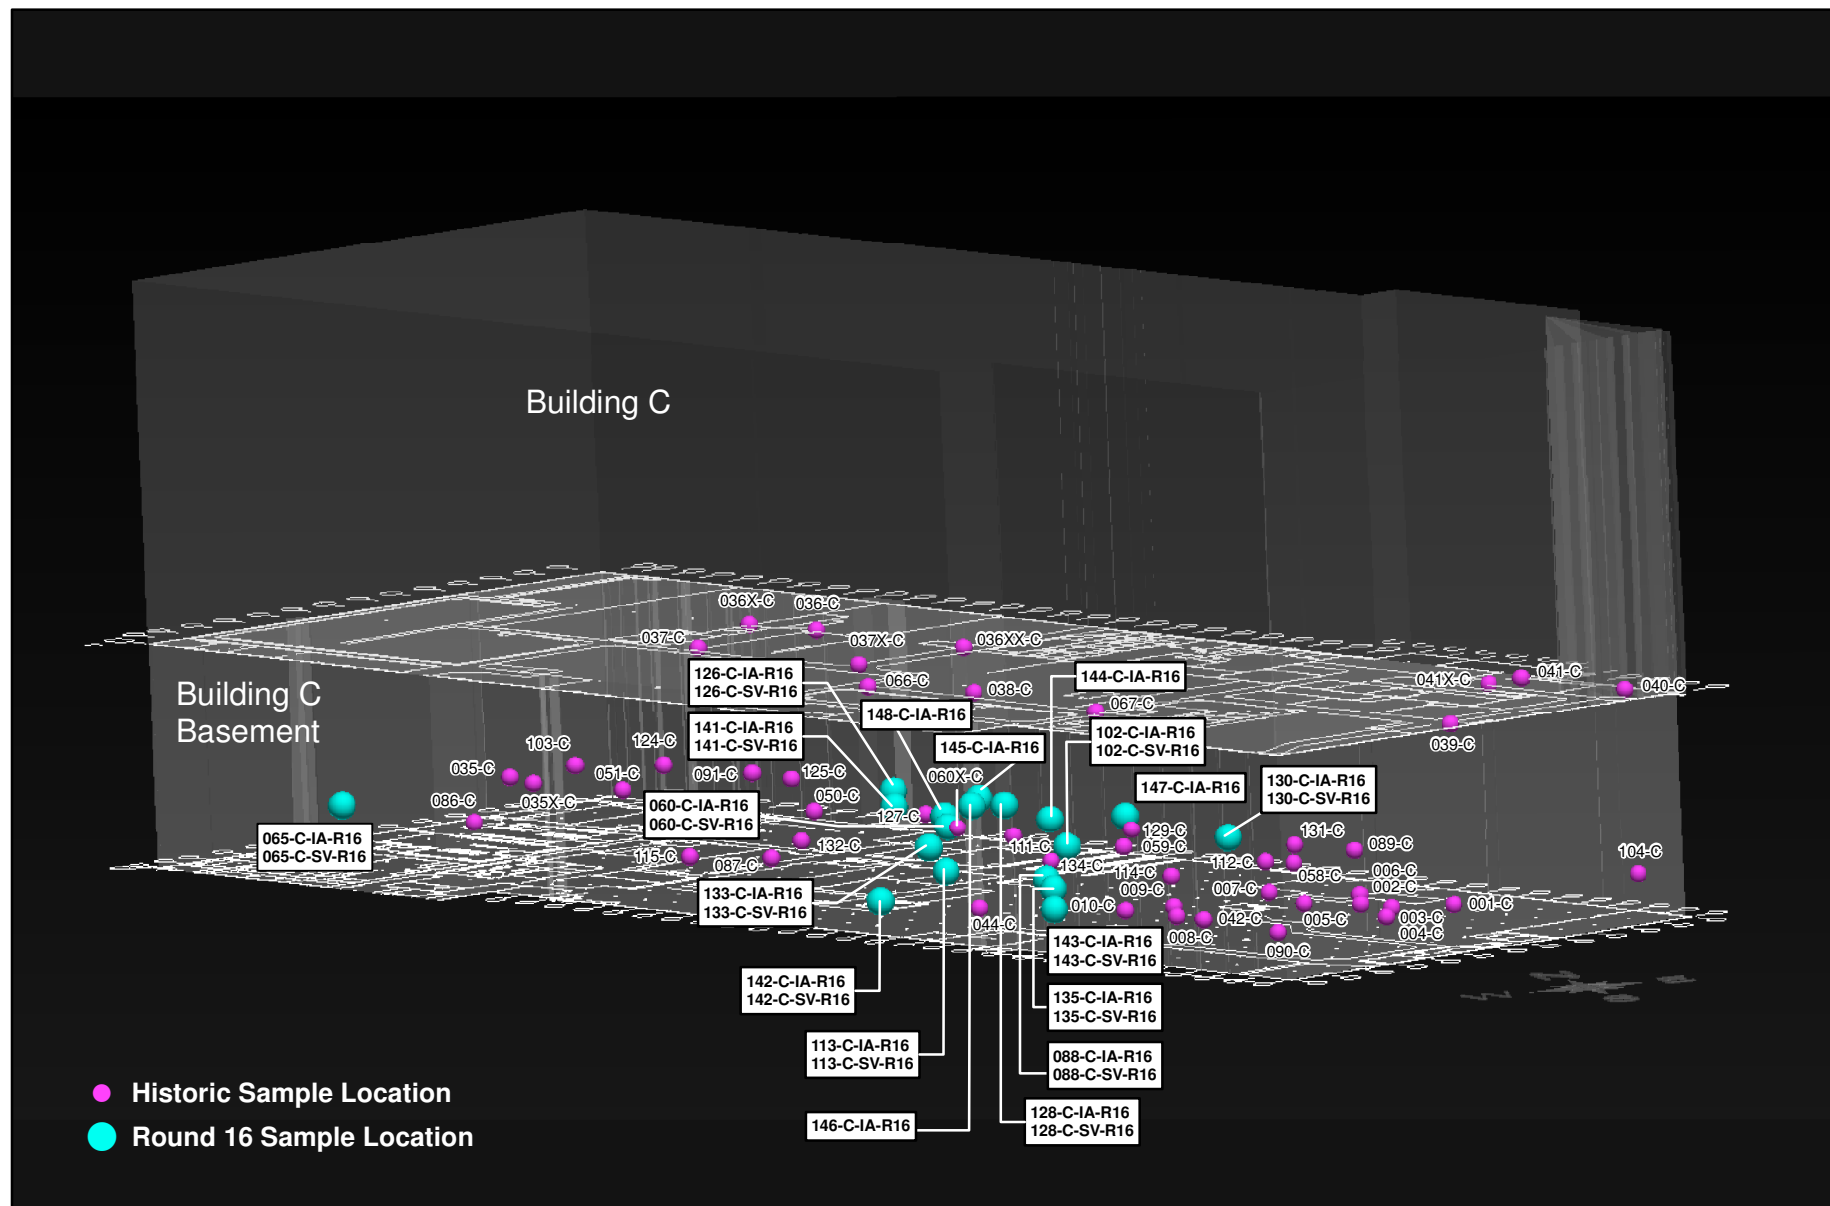 Building C
036X-C
036-C
037-C
037X-C
036XX-C
126-C-IA-R16
126-C-SV-R16
066-C
038-C
144-C-IA-R16
041X-C
041-C
040-C
Building C
Basement
148-C-IA-R16
067-C
141-C-IA-R16
141-C-SV-R16
102-C-IA-R16
102-C-SV-R16
039-C
145-C-IA-R16
103-C
124-C
035-C
051-C
091-C
125-C
060X-C
147-C-IA-R16
130-C-IA-R16
130-C-SV-R16
086-C
035X-C
060-C-IA-R16
060-C-SV-R16
050-C
127-C
065-C-IA-R16
065-C-SV-R16
115-C
087-C
132-C
111-C
134-C
129-C
059-C
114-C
112-C
131-C
089-C
058-C
104-C
133-C-IA-R16
133-C-SV-R16
009-C
007-C
006-C
002-C
044-C
010-C
008-C
042-C
005-C
003-C
004-C
001-C
090-C
143-C-IA-R16
143-C-SV-R16
142-C-IA-R16
142-C-SV-R16
135-C-IA-R16
135-C-SV-R16
113-C-IA-R16
113-C-SV-R16
088-C-IA-R16
088-C-SV-R16
146-C-IA-R16
128-C-IA-R16
128-C-SV-R16
Historic Sample Location
Round 16 Sample Location